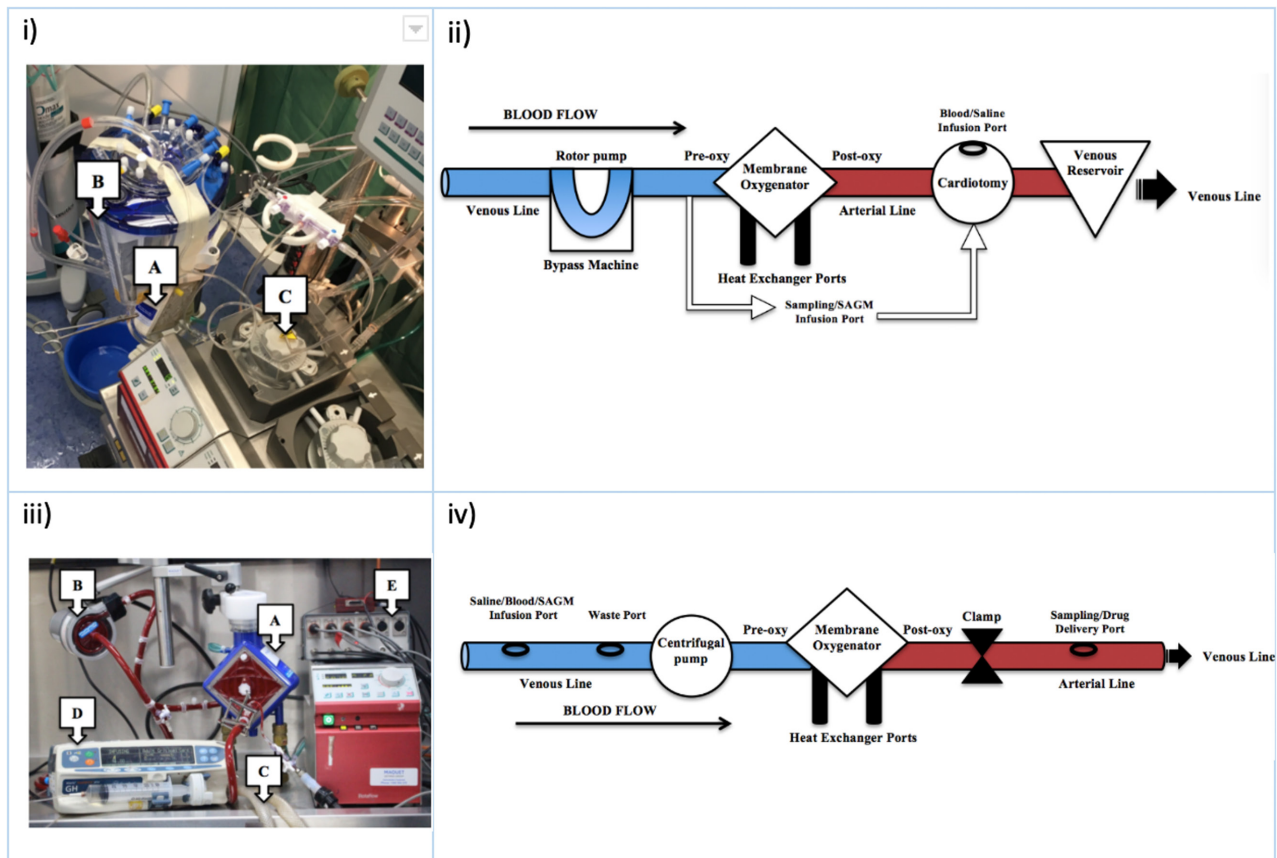 i)
B
A
C
ii)
BLOOD FLOW
Rotor pump
Venous Line
Bypass Machine
Pre-oxy
Membrane
Oxygenator
Heat Exchanger Ports
Post-oxy
Arterial Line
Sampling/SAGM
Infusion Port
Blood/Saline
Infusion Port
Cardiotomy
Venous
Reservoir
Venous Line
iii)
B
A
E
D
C
GH
MAQUET
iv)
Saline/Blood/SAGM
Infusion Port
Waste Port
Venous Line
BLOOD FLOW
Centrifugal
pump
Pre-oxy
Membrane
Oxygenator
Heat Exchanger Ports
Post-oxy
Clamp
Sampling/Drug
Delivery Port
Arterial Line
Venous Line